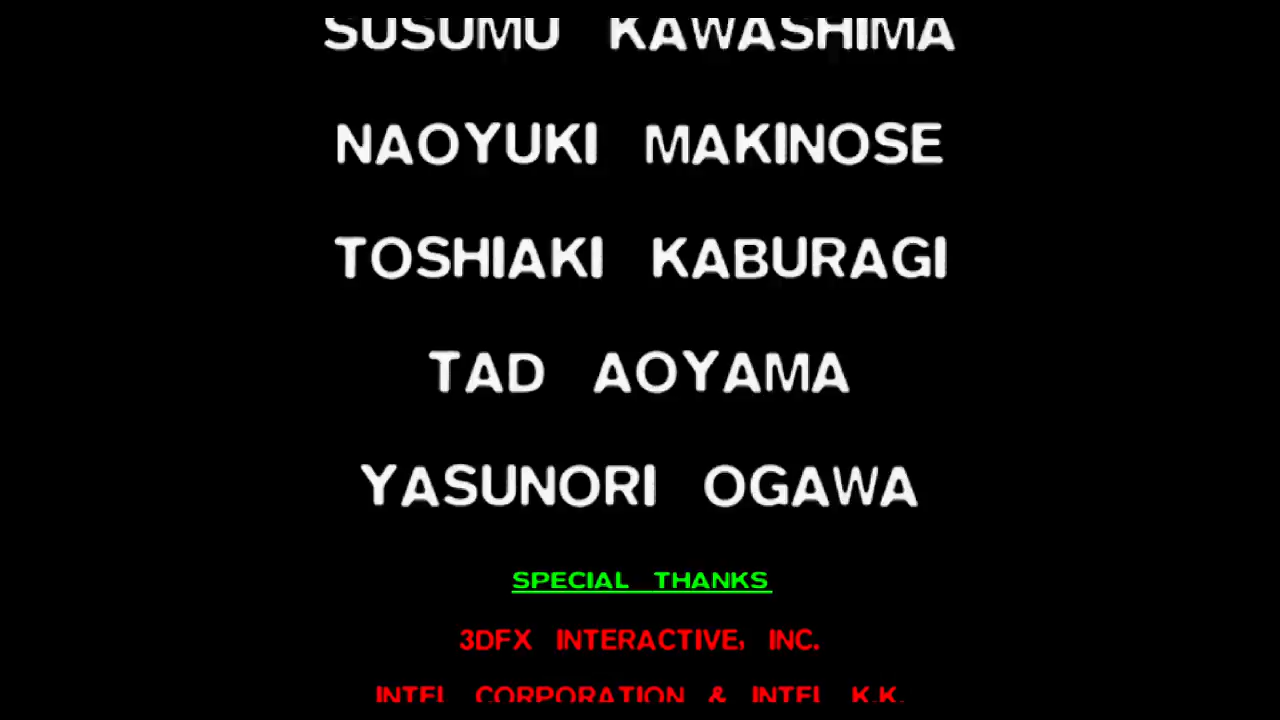 SUSUMU KAWASHIMA
NAOYUKI MAKINOSE
TOSHIAKI KABURAGI
TAD AOYAMA
YASUNORI OGAWA
SPECIAL THANKS
3DFX INTERACTIVE, INC.
INTEL CORPORATION & INTEL K.K.